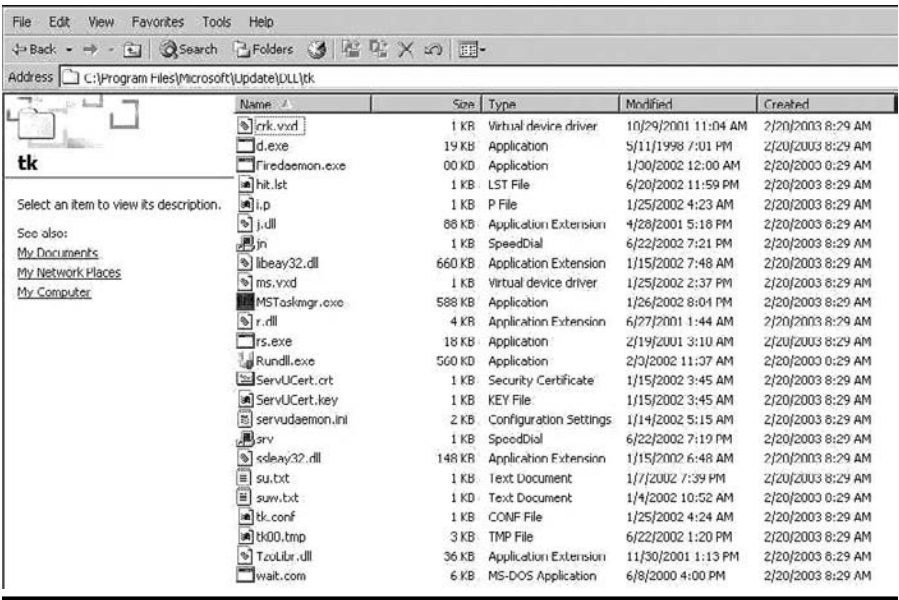 File Edit View Favorites Tools Help
Back Search Folders
Address C:\Program Files\Microsoft\Update\DLL\tk
tk
Select an item to view its description.
See also:
My Documents
My Network Places
My Computer
Name Size Type Modified Created
crk.vxd 1 KB Virtual device driver 10/29/2001 11:04 AM 2/20/2003 8:29 AM
d.exe 19 KB Application 5/11/1998 7:01 PM 2/20/2003 8:29 AM
Firedaemon.exe Application 1/30/2002 12:00 AM 2/20/2003 8:29 AM
hit.lst 1 KB LST File 6/20/2002 11:59 PM 2/20/2003 8:29 AM
i.p 1 KB P File 1/25/2002 4:23 AM 2/20/2003 8:29 AM
j.dll 88 KB Application Extension 4/28/2001 5:18 PM 2/20/2003 8:29 AM
jn 1 KB SpeedDial 6/22/2002 7:21 PM 2/20/2003 8:29 AM
libeay32.dll 660 KB Application Extension 1/15/2002 7:48 AM 2/20/2003 8:29 AM
ms.vxd 1 KB Virtual device driver 1/25/2002 2:37 PM 2/20/2003 8:29 AM
MSTaskmgr.exe 588 KB Application 1/26/2002 8:04 PM 2/20/2003 8:29 AM
r.dll 4 KB Application Extension 6/27/2001 1:44 AM 2/20/2003 8:29 AM
rs.exe 18 KB Application 2/19/2001 3:10 AM 2/20/2003 8:29 AM
Rundll.exe 560 KB Application 2/3/2002 11:37 AM 2/20/2003 8:29 AM
ServUCert.crt 1 KB Security Certificate 1/15/2002 3:45 AM 2/20/2003 8:29 AM
ServUCert.key 1 KB KEY File 1/15/2002 3:45 AM 2/20/2003 8:29 AM
servudaemon.ini 2 KB Configuration Settings 1/14/2002 5:15 AM 2/20/2003 8:29 AM
srv 1 KB SpeedDial 6/22/2002 7:19 PM 2/20/2003 8:29 AM
ssleay32.dll 148 KB Application Extension 1/15/2002 6:48 AM 2/20/2003 8:29 AM
su.txt 1 KB Text Document 1/7/2002 7:39 PM 2/20/2003 8:29 AM
suw.txt 1 KB Text Document 1/4/2002 10:52 AM 2/20/2003 8:29 AM
tk.conf 1 KB CONF File 1/25/2002 4:24 AM 2/20/2003 8:29 AM
tk00.tmp 3 KB TMP File 6/22/2002 1:20 PM 2/20/2003 8:29 AM
TzoLibr.dll 36 KB Application Extension 11/30/2001 1:13 PM 2/20/2003 8:29 AM
wait.com 6 KB MS-DOS Application 6/8/2000 4:00 PM 2/20/2003 8:29 AM